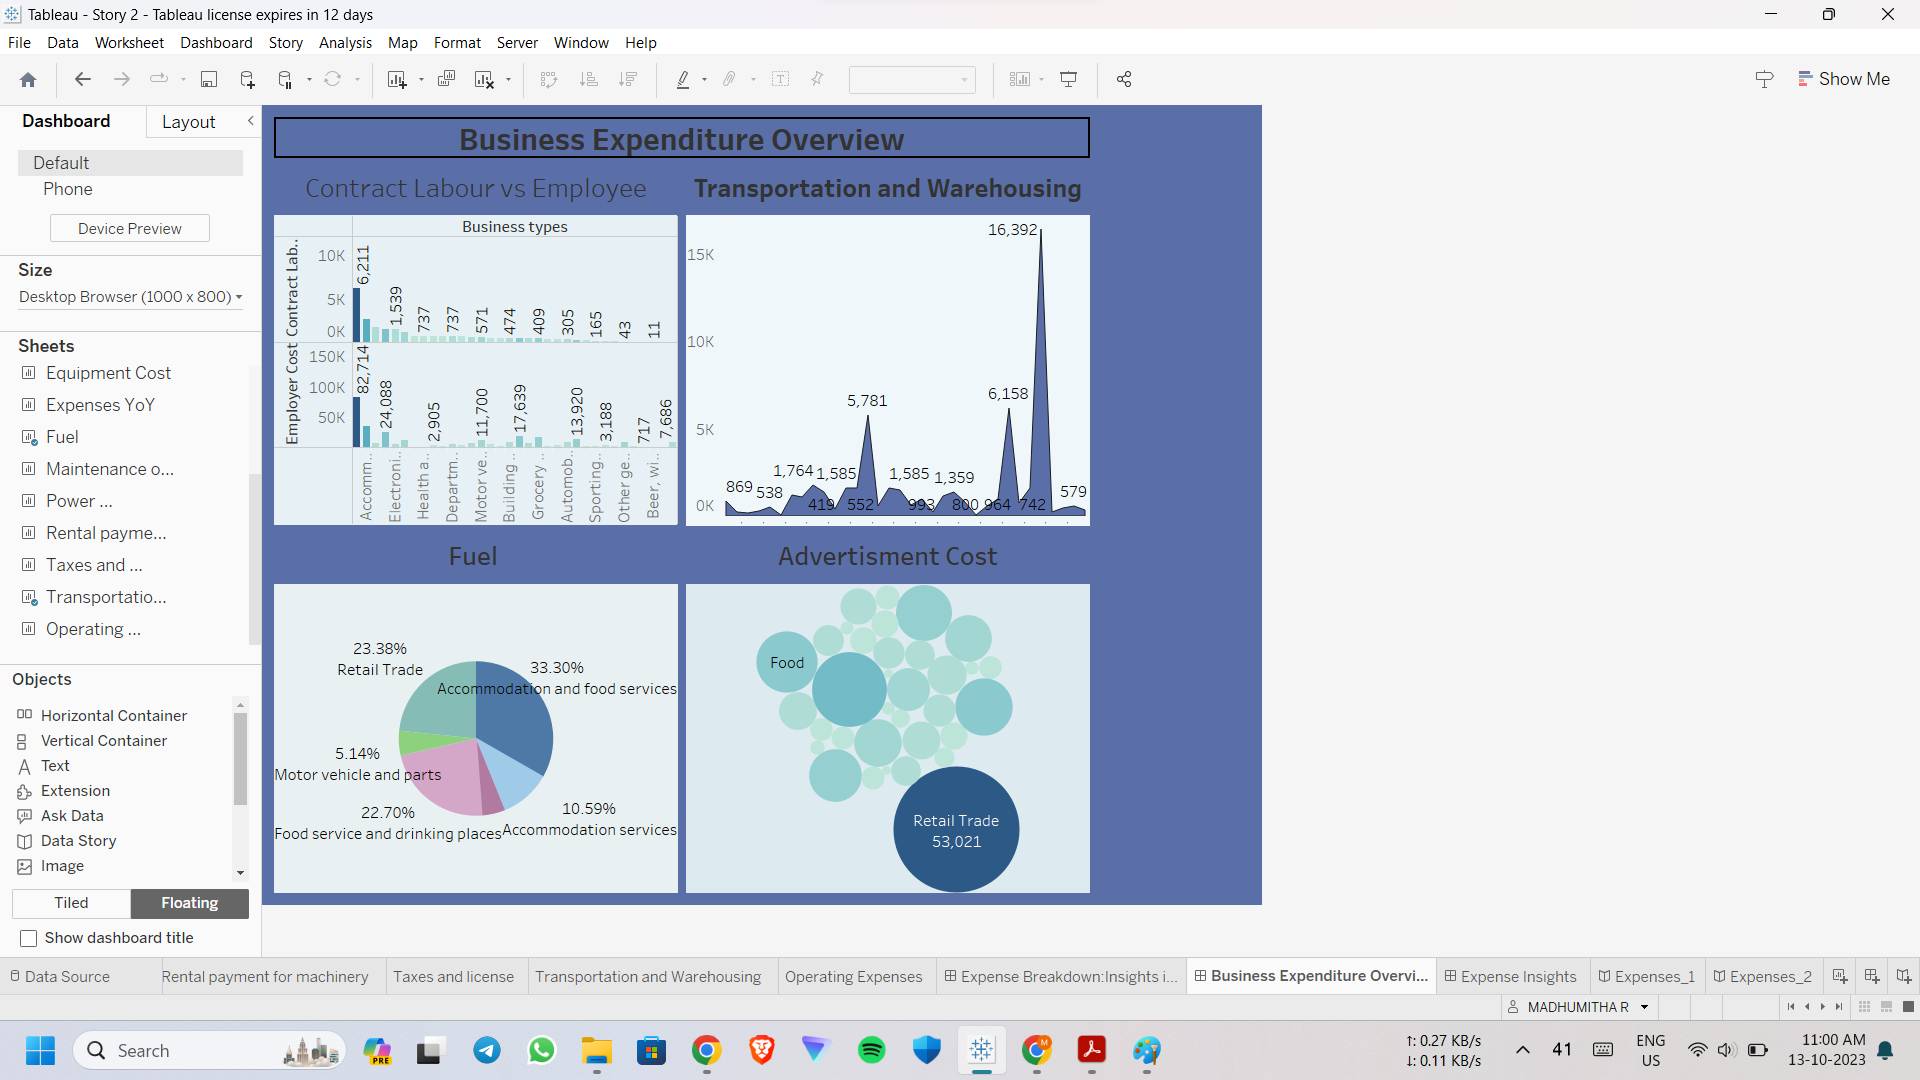 Tableau - Story 2 - Tableau license expires in 12 days
File Data Worksheet Dashboard Story Analysis Map Format Server Window Help
Show Me
Dashboard Layout
Default
Phone
Device Preview
Size
Desktop Browser (1000 x 800)
Sheets
Equipment Cost
Expenses YoY
Fuel
Maintenance o...
Power ...
Rental payme...
Taxes and ...
Transportatio...
Operating ...
Objects
Horizontal Container
Vertical Container
Text
Extension
Ask Data
Data Story
Image
Tiled Floating
Show dashboard title
Business Expenditure Overview
Contract Labour vs Employee
Business types
Contract Lab..
10K
5K
0K
6,211
1,539
737
737
571
474
409
305
165
43
11
Employer Cost
150K
100K
50K
82,714
24,088
2,905
11,700
17,639
13,920
3,188
717
7,686
Accomm..
Electroni..
Health a..
Departm..
Motor ve..
Building ..
Grocery ..
Automob..
Sporting..
Other ge..
Beer, wi..
Transportation and Warehousing
15K
10K
5K
0K
16,392
5,781
6,158
1,764
1,585
1,585
1,359
869
538
419
552
993
800
964
742
579
Fuel
23.38%
Retail Trade
33.30%
Accommodation and food services
5.14%
Motor vehicle and parts
22.70%
Food service and drinking places
10.59%
Accommodation services
Advertisment Cost
Food
Retail Trade
53,021
Data Source Rental payment for machinery Taxes and license Transportation and Warehousing Operating Expenses Expense Breakdown:Insights i... Business Expenditure Overvi... Expense Insights Expenses_1 Expenses_2
MADHUMITHA R
Search
PRE
M
↑: 0.27 KB/s
↓: 0.11 KB/s
41
ENG
US
11:00 AM
13-10-2023